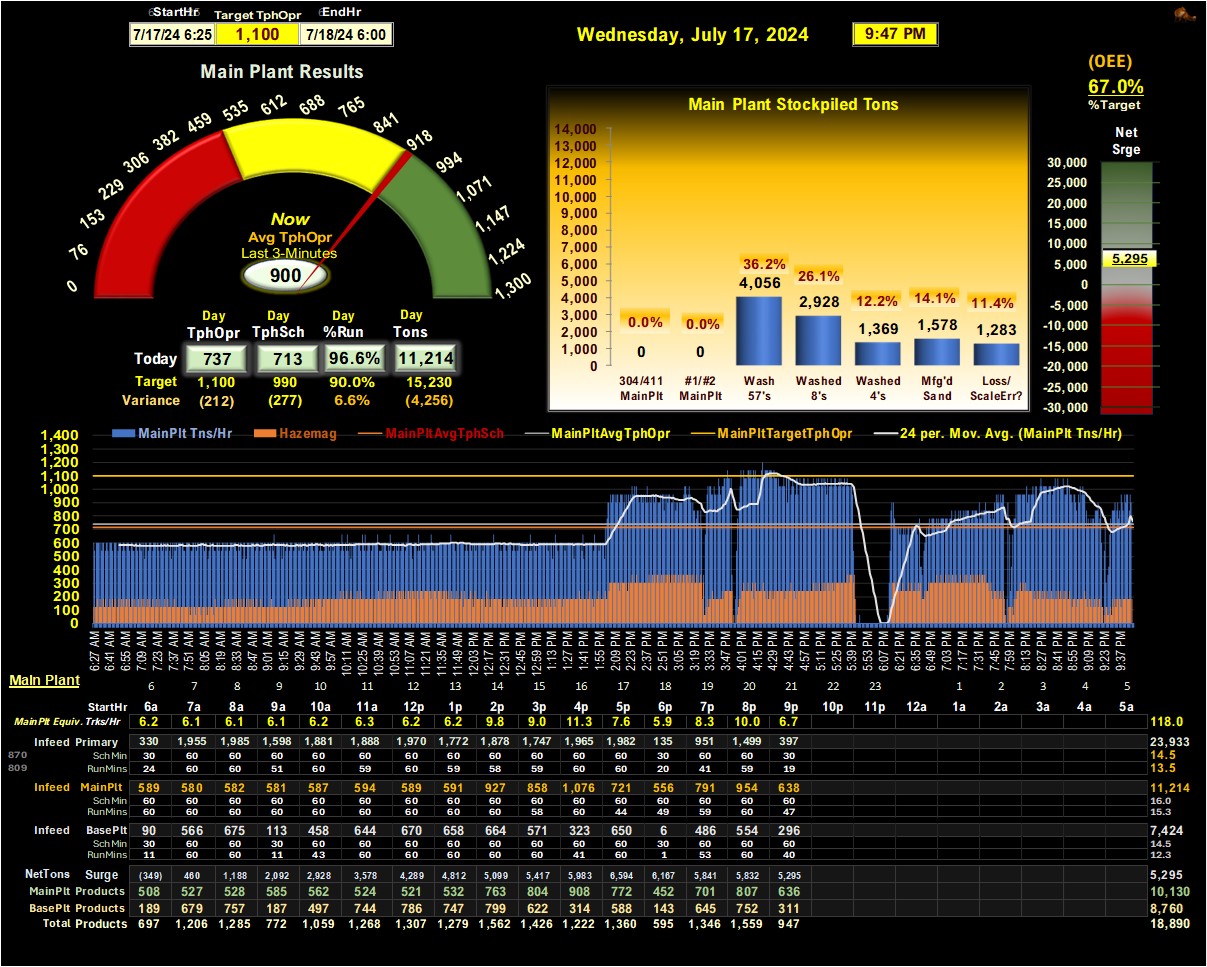 StartHr Target TphOpr EndHr
7/17/24 6:25 1,100 7/18/24 6:00
Wednesday, July 17, 2024 9:47 PM
(OEE)
67.0%
%Target
Main Plant Results
0 76 153 229 306 382 459 535 612 688 765 841 918 994 1,071 1,147 1,224 1,300
Now
Avg TphOpr
Last 3-Minutes
900
Day Day Day Day
TphOpr TphSch %Run Tons
Today 737 713 96.6% 11,214
Target 1,100 990 90.0% 15,230
Variance (212) (277) 6.6% (4,256)
Main Plant Stockpiled Tons
14,000
13,000
12,000
11,000
10,000
9,000
8,000
7,000
6,000
5,000
4,000
3,000
2,000
1,000
0
0.0% 0.0% 36.2% 26.1% 12.2% 14.1% 11.4%
0 0 4,056 2,928 1,369 1,578 1,283
304/411 #1/#2 Wash Washed Washed Mfg'd Loss/
MainPlt MainPlt 57's 8's 4's Sand ScaleErr?
Net
Srge
30,000
25,000
20,000
15,000
10,000
5,000
0
-5,000
-10,000
-15,000
-20,000
-25,000
-30,000
5,295
MainPlt Tns/Hr Hazemag MainPltAvgTphSch MainPltAvgTphOpr MainPltTargetTphOpr 24 per. Mov. Avg. (MainPlt Tns/Hr)
1,400
1,300
1,200
1,100
1,000
900
800
700
600
500
400
300
200
100
0
6:27 AM 6:41 AM 6:55 AM 7:09 AM 7:23 AM 7:37 AM 7:51 AM 8:05 AM 8:19 AM 8:33 AM 8:47 AM 9:01 AM 9:15 AM 9:29 AM 9:43 AM 9:57 AM 10:11 AM 10:25 AM 10:39 AM 10:53 AM 11:07 AM 11:21 AM 11:35 AM 11:49 AM 12:03 PM 12:17 PM 12:31 PM 12:45 PM 12:59 PM 1:13 PM 1:27 PM 1:41 PM 1:55 PM 2:09 PM 2:23 PM 2:37 PM 2:51 PM 3:05 PM 3:19 PM 3:33 PM 3:47 PM 4:01 PM 4:15 PM 4:29 PM 4:43 PM 4:57 PM 5:11 PM 5:25 PM 5:39 PM 5:53 PM 6:07 PM 6:21 PM 6:35 PM 6:49 PM 7:03 PM 7:17 PM 7:31 PM 7:45 PM 7:59 PM 8:13 PM 8:27 PM 8:41 PM 8:55 PM 9:09 PM 9:23 PM 9:37 PM
Main Plant
6 7 8 9 10 11 12 13 14 15 16 17 18 19 20 21 22 23 1 2 3 4 5
StartHr 6a 7a 8a 9a 10a 11a 12p 1p 2p 3p 4p 5p 6p 7p 8p 9p 10p 11p 12a 1a 2a 3a 4a 5a
MainPlt Equiv. Trks/Hr 6.2 6.1 6.1 6.1 6.2 6.3 6.2 6.2 9.8 9.0 11.3 7.6 5.9 8.3 10.0 6.7 118.0
Infeed Primary 330 1,955 1,985 1,598 1,881 1,888 1,970 1,772 1,878 1,747 1,965 1,982 135 951 1,499 397 23,933
870 SchMin 30 60 60 60 60 60 60 60 60 60 60 60 30 60 60 30 14.5
809 RunMins 24 60 60 51 60 59 60 59 58 59 60 60 20 41 59 19 13.5
Infeed MainPlt 589 580 582 581 587 594 589 591 927 858 1,076 721 556 791 954 638 11,214
SchMin 60 60 60 60 60 60 60 60 60 60 60 60 60 60 60 60 16.0
RunMins 60 60 60 60 60 60 60 60 60 58 60 44 49 59 60 47 15.3
Infeed BasePlt 90 566 675 113 458 644 670 658 664 571 323 650 6 486 554 296 7,424
SchMin 30 60 60 30 60 60 60 60 60 60 60 60 30 60 60 60 14.5
RunMins 11 60 60 11 43 60 60 60 60 60 41 60 1 53 60 40 12.3
NetTons Surge (349) 460 1,188 2,092 2,928 3,578 4,289 4,812 5,099 5,417 5,983 6,594 6,167 5,841 5,832 5,295 5,295
MainPlt Products 508 527 528 585 562 524 521 532 763 804 908 772 452 701 807 636 10,130
BasePlt Products 189 679 757 187 497 744 786 747 799 622 314 588 143 645 752 311 8,760
Total Products 697 1,206 1,285 772 1,059 1,268 1,307 1,279 1,562 1,426 1,222 1,360 595 1,346 1,559 947 18,890